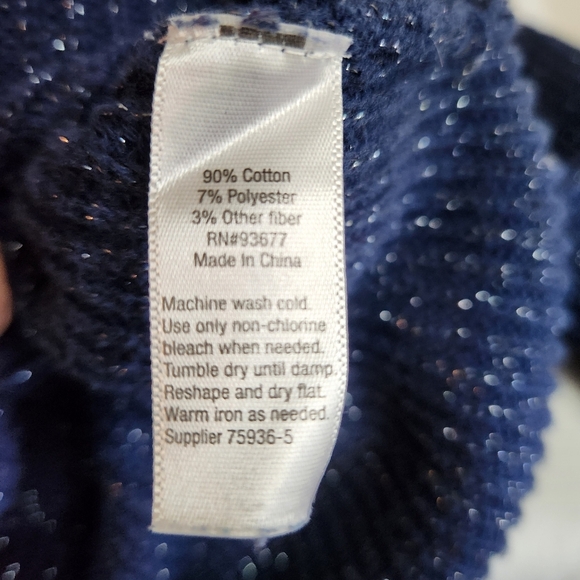 90% Cotton
7% Polyester
3% Other fiber
RN#93677
Made In China
Machine wash cold.
Use only non-chlorine
bleach when needed.
Tumble dry until damp.
Reshape and dry flat.
Warm iron as needed.
Supplier 75936-5